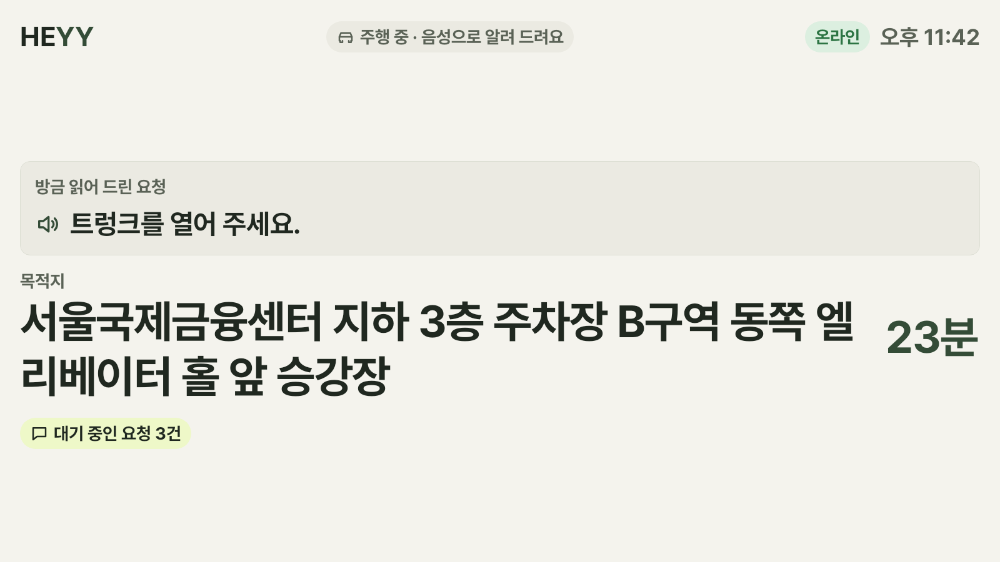 HEYY
주행 중 · 음성으로 알려 드려요
온라인
오후 11:42
방금 읽어 드린 요청
트렁크를 열어 주세요.
목적지
서울국제금융센터 지하 3층 주차장 B구역 동쪽 엘
리베이터 홀 앞 승강장
23분
대기 중인 요청 3건